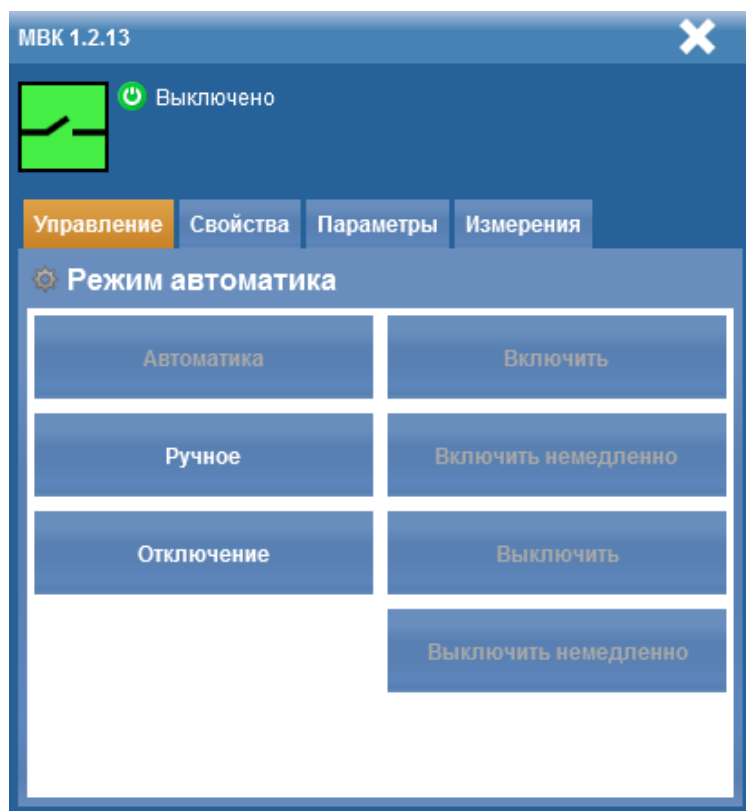 МВК 1.2.13
Выключено
Управление Свойства Параметры Измерения
Режим автоматика
Автоматика Включить
Ручное Включить немедленно
Отключение Выключить
Выключить немедленно